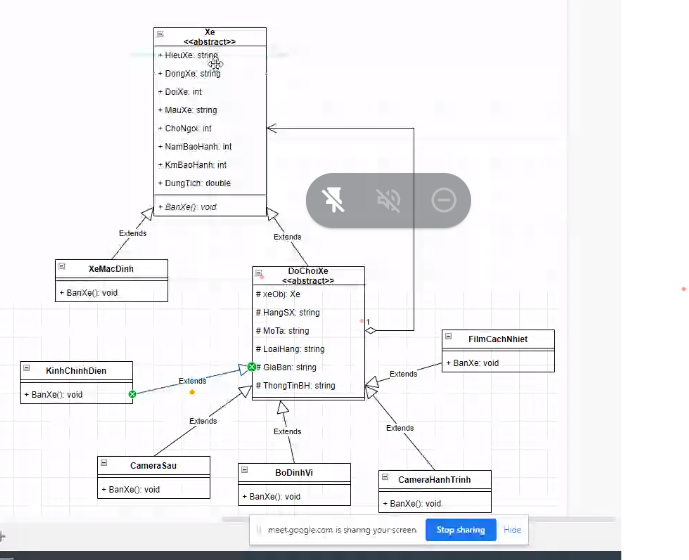 Xe
<<abstract>>
+ HieuXe: string
+ DongXe: string
+ DoiXe: int
+ MauXe: string
+ ChoNgoi: int
+ NamBaoHanh: int
+ KmBaoHanh: int
+ DungTich: double
+ BanXe(): void
Extends
Extends
XeMacDinh
+ BanXe(): void
DoChoiXe
<<abstract>>
# xeObj: Xe
# HangSX: string
# MoTa: string
# LoaiHang: string
# GiaBan: string
# ThongTinBH: string
1
FilmCachNhiet
+ BanXe: void
KinhChinhDien
+ BanXe(): void
Extends
Extends
Extends
Extends
Extends
CameraSau
+ BanXe(): void
BoDinhVi
+ BanXe(): void
CameraHanhTrinh
+ BanXe(): void
meet.google.com is sharing your screen.
Stop sharing
Hide